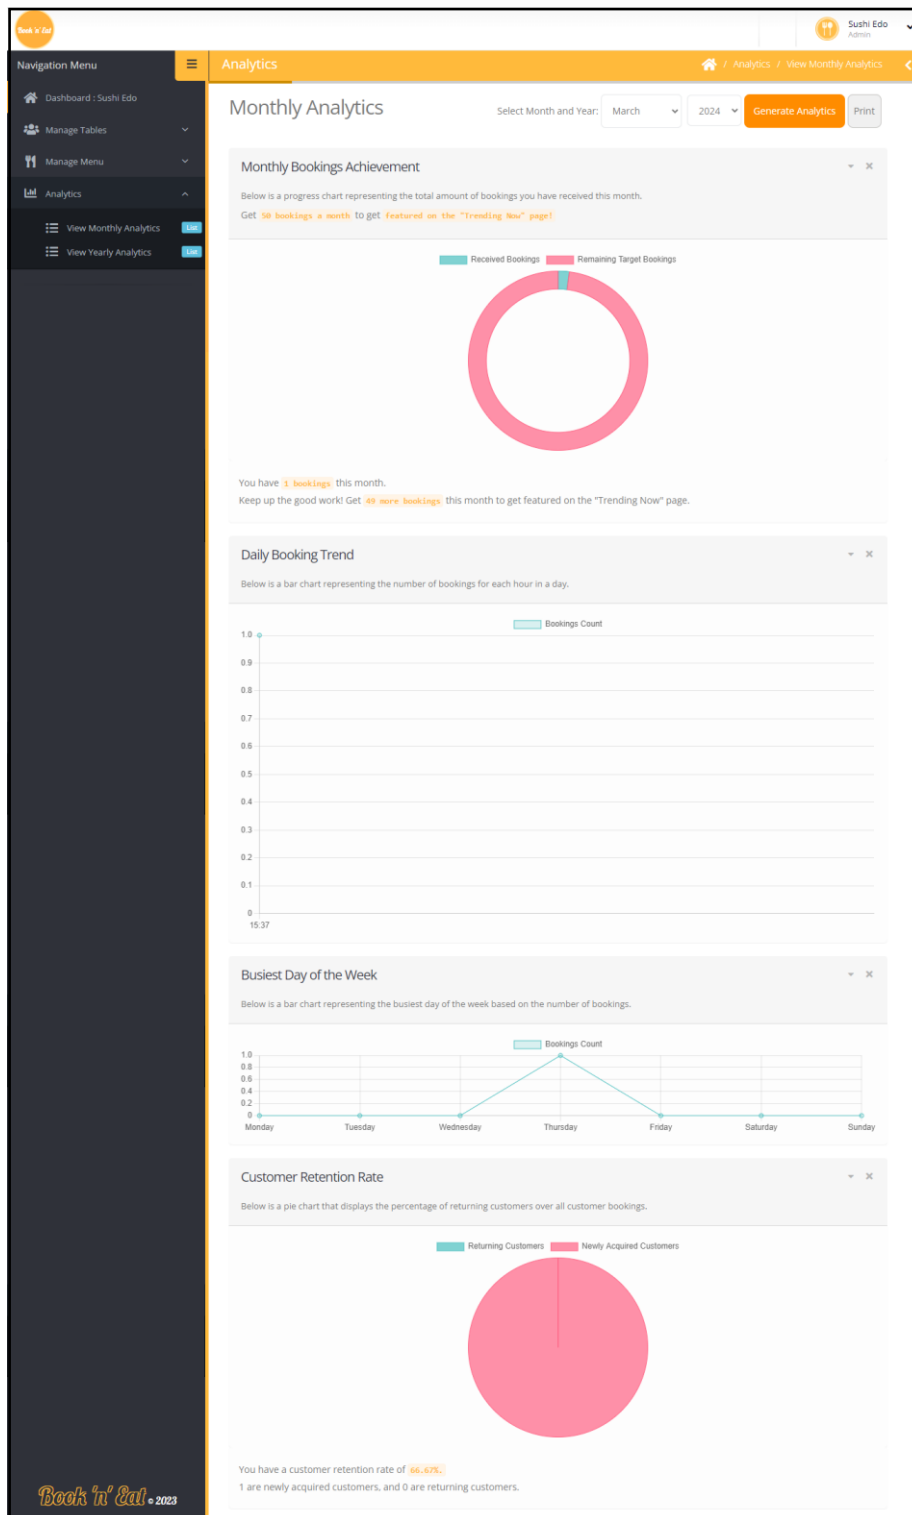 Book 'n' Eat
Sushi Edo
Admin
Navigation Menu
Analytics
/ Analytics / View Monthly Analytics
Dashboard : Sushi Edo
Manage Tables
Manage Menu
Analytics
View Monthly Analytics List
View Yearly Analytics List
Monthly Analytics
Select Month and Year: March 2024 Generate Analytics Print
Monthly Bookings Achievement
Below is a progress chart representing the total amount of bookings you have received this month.
Get 50 bookings a month to get featured on the "Trending Now" page!
Received Bookings Remaining Target Bookings
You have 1 bookings this month.
Keep up the good work! Get 49 more bookings this month to get featured on the "Trending Now" page.
Daily Booking Trend
Below is a bar chart representing the number of bookings for each hour in a day.
Bookings Count
1.0
0.9
0.8
0.7
0.6
0.5
0.4
0.3
0.2
0.1
0
15:37
Busiest Day of the Week
Below is a bar chart representing the busiest day of the week based on the number of bookings.
Bookings Count
1.0
0.8
0.6
0.4
0.2
0
Monday Tuesday Wednesday Thursday Friday Saturday Sunday
Customer Retention Rate
Below is a pie chart that displays the percentage of returning customers over all customer bookings.
Returning Customers Newly Acquired Customers
You have a customer retention rate of 66.67%.
1 are newly acquired customers, and 0 are returning customers.
Book 'n' Eat © 2023